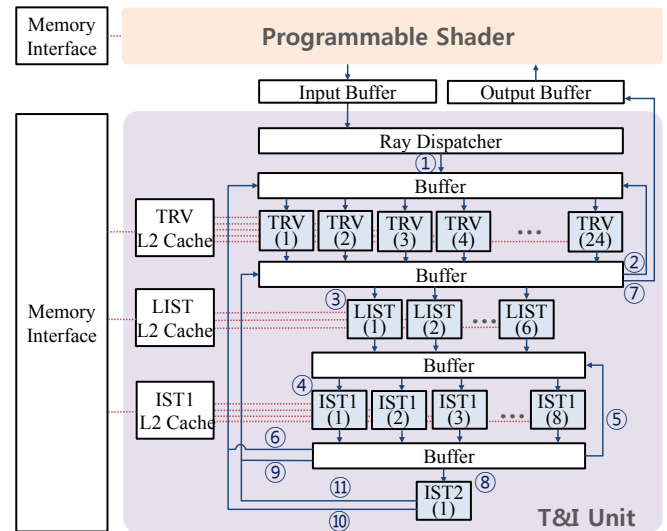 Memory
Interface
Programmable Shader
Input Buffer
Output Buffer
Ray Dispatcher
①
Buffer
TRV
L2 Cache
TRV
(1)
TRV
(2)
TRV
(3)
TRV
(4)
...
TRV
(24)
②
Buffer
⑦
Memory
Interface
LIST
L2 Cache
③
LIST
(1)
LIST
(2)
...
LIST
(6)
Buffer
IST1
L2 Cache
④
IST1
(1)
IST1
(2)
IST1
(3)
...
IST1
(8)
⑤
⑥
Buffer
⑨
⑧
⑪
IST2
(1)
⑩
T&I Unit